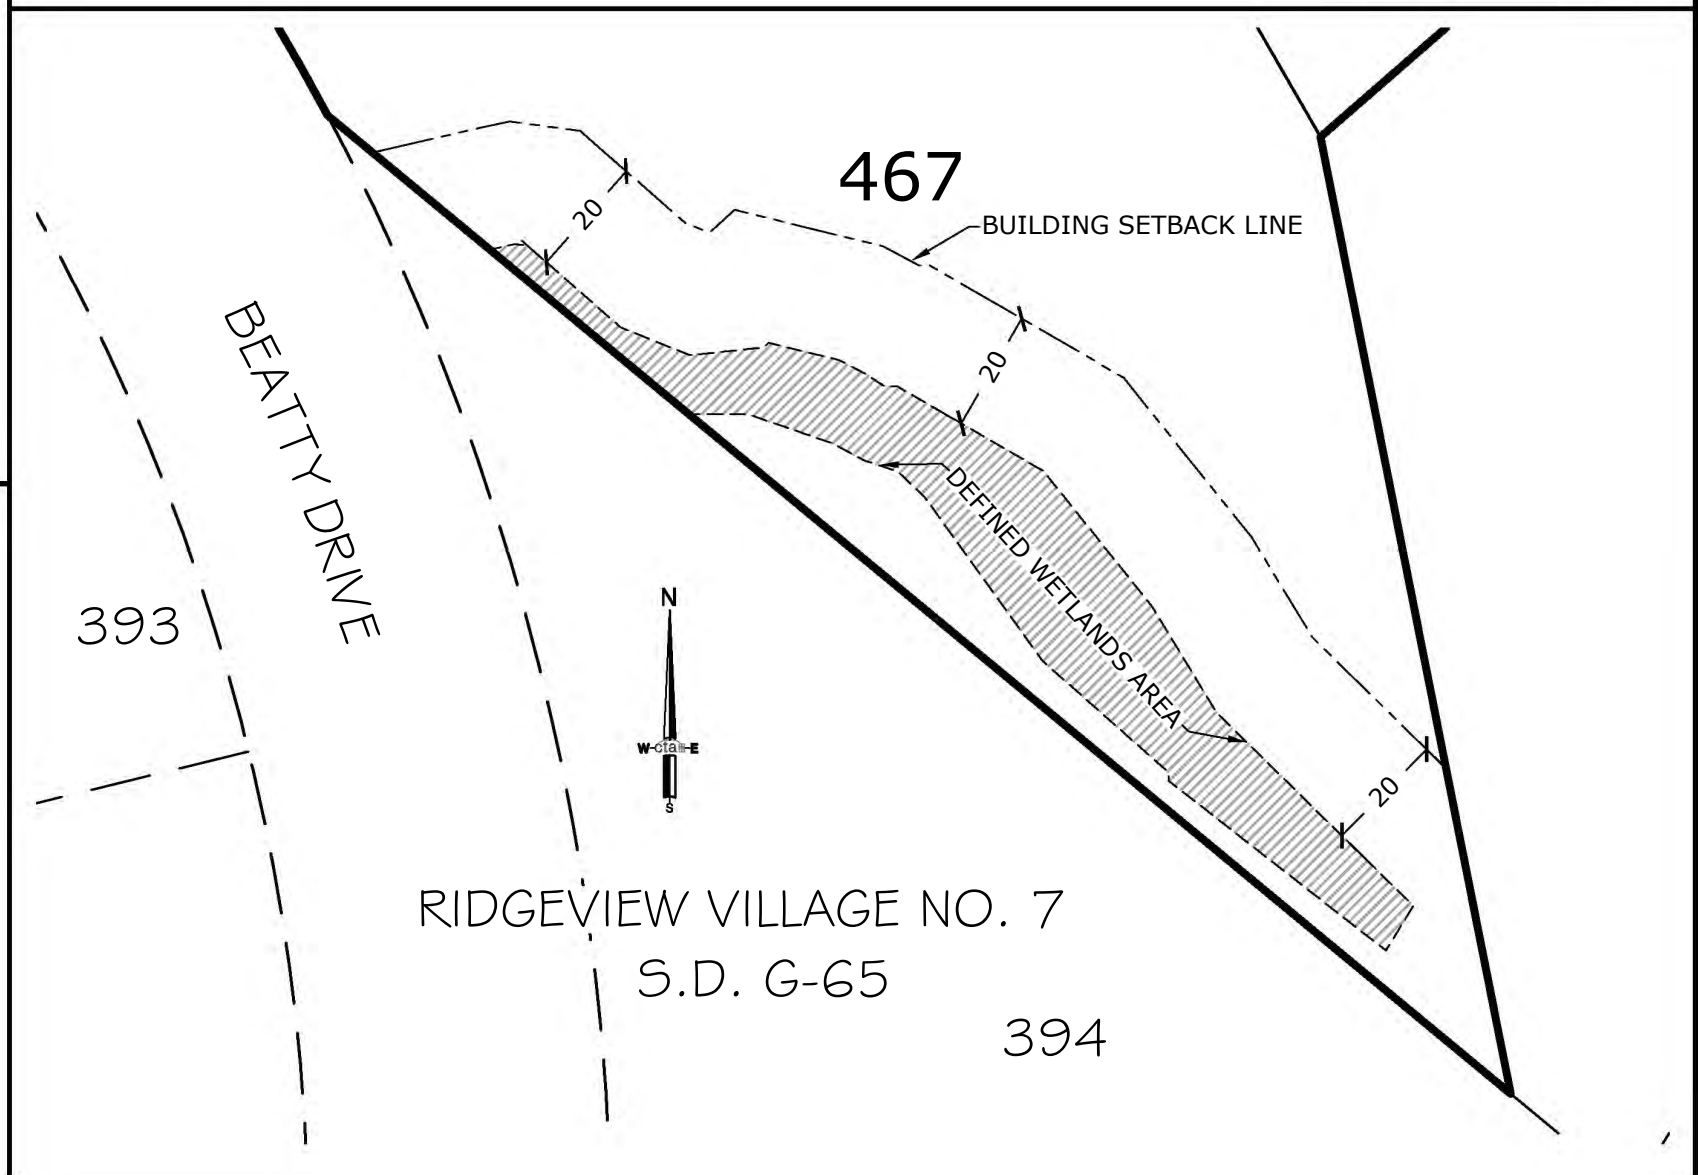 467
BUILDING SETBACK LINE
20
20
BEATTY DRIVE
DEFINED WETLANDS AREA
393
N
W-cta-E
S
20
RIDGEVIEW VILLAGE NO. 7
S.D. G-65
394